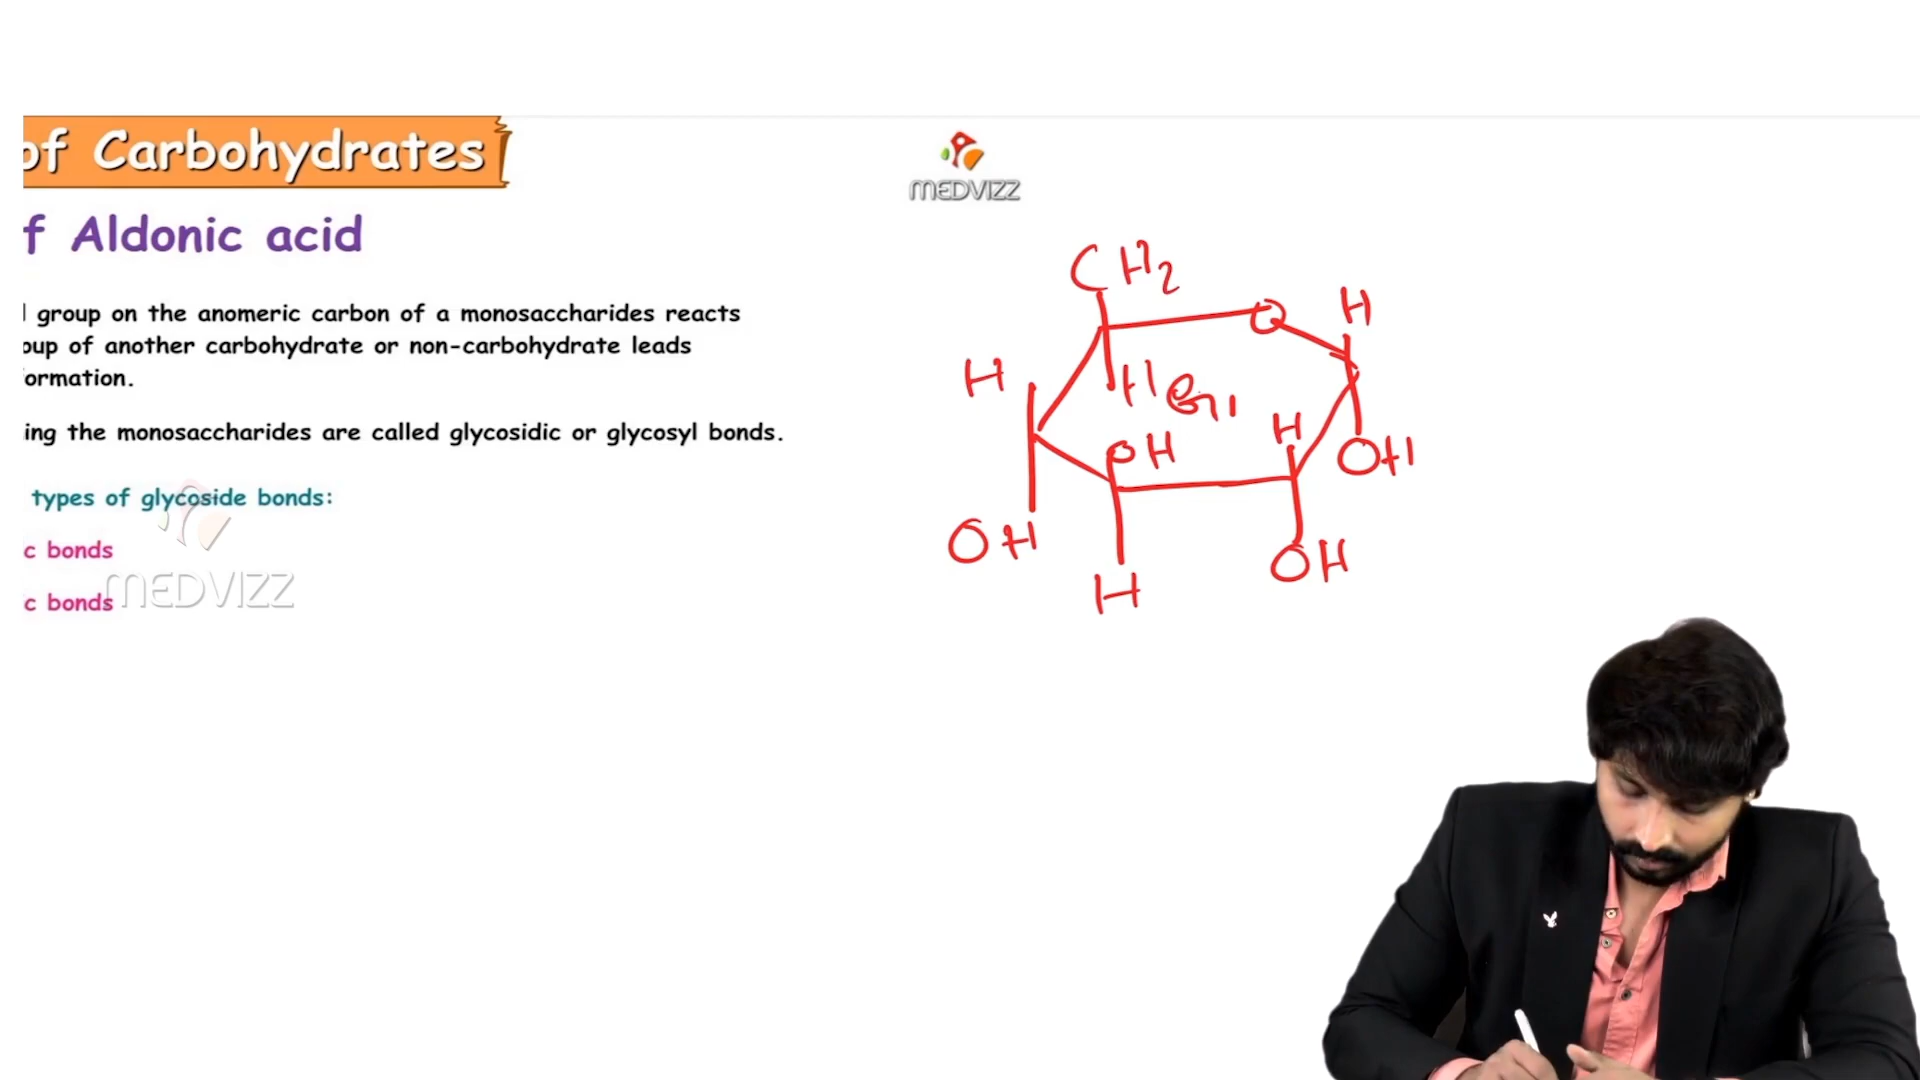 of Carbohydrates
MEDVIZZ
f Aldonic acid
l group on the anomeric carbon of a monosaccharides reacts
oup of another carbohydrate or non-carbohydrate leads
ormation.
ing the monosaccharides are called glycosidic or glycosyl bonds.
types of glycoside bonds:
c bonds
c bonds
MEDVIZZ
CH2
O
H
H
H
H
OH
OH
OH
OH
H